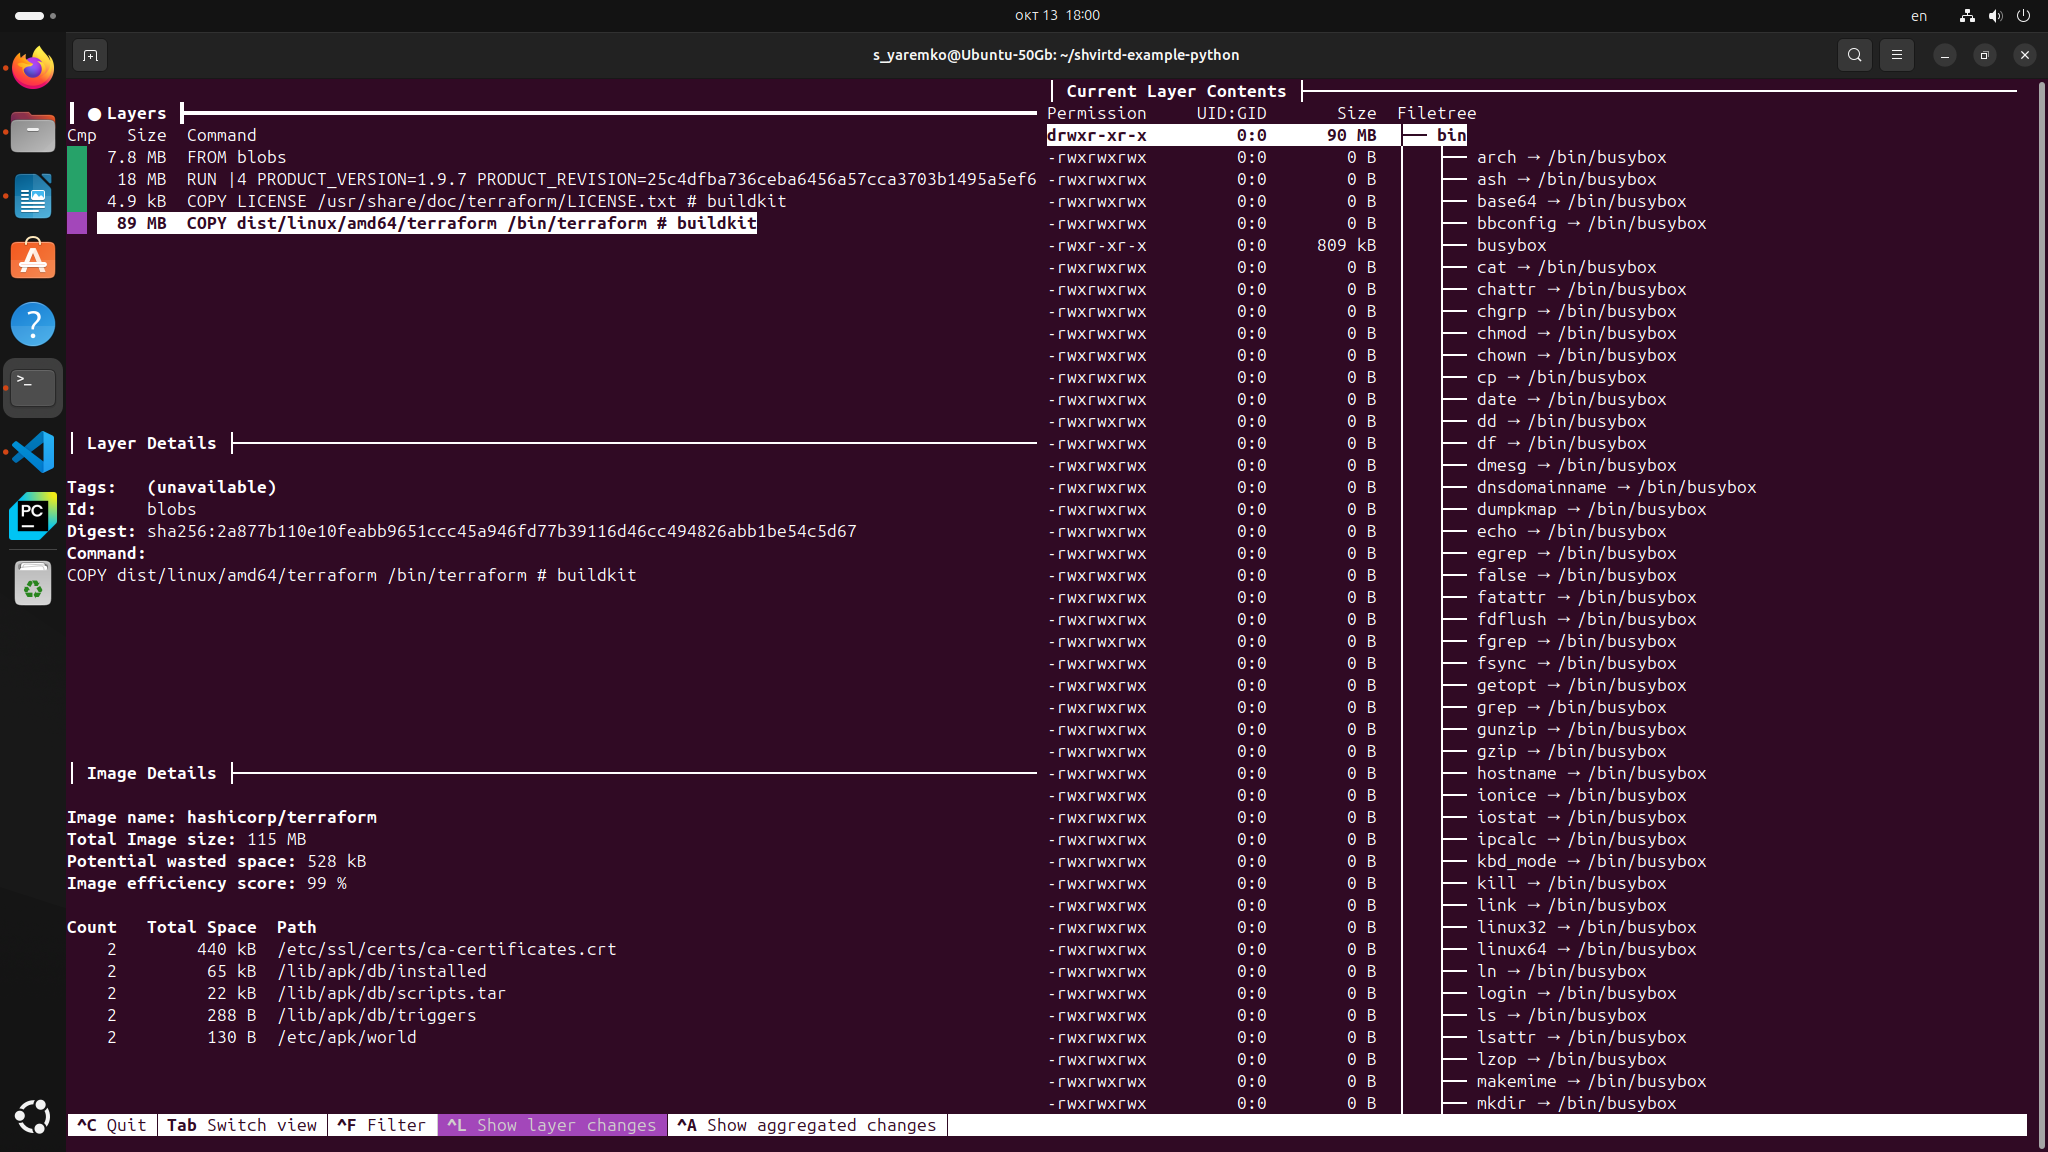 окт 13 18:00
en
s_yaremko@Ubuntu-50Gb: ~/shvirtd-example-python
Layers
Cmp Size Command
7.8 MB FROM blobs
18 MB RUN |4 PRODUCT_VERSION=1.9.7 PRODUCT_REVISION=25c4dfba736ceba6456a57cca3703b1495a5ef6
4.9 kB COPY LICENSE /usr/share/doc/terraform/LICENSE.txt # buildkit
89 MB COPY dist/linux/amd64/terraform /bin/terraform # buildkit
Layer Details
Tags: (unavailable)
Id: blobs
Digest: sha256:2a877b110e10feabb9651ccc45a946fd77b39116d46cc494826abb1be54c5d67
Command:
COPY dist/linux/amd64/terraform /bin/terraform # buildkit
Image Details
Image name: hashicorp/terraform
Total Image size: 115 MB
Potential wasted space: 528 kB
Image efficiency score: 99 %
Count Total Space Path
2 440 kB /etc/ssl/certs/ca-certificates.crt
2 65 kB /lib/apk/db/installed
2 22 kB /lib/apk/db/scripts.tar
2 288 B /lib/apk/db/triggers
2 130 B /etc/apk/world
Current Layer Contents
Permission UID:GID Size Filetree
drwxr-xr-x 0:0 90 MB bin
-rwxrwxrwx 0:0 0 B arch → /bin/busybox
-rwxrwxrwx 0:0 0 B ash → /bin/busybox
-rwxrwxrwx 0:0 0 B base64 → /bin/busybox
-rwxrwxrwx 0:0 0 B bbconfig → /bin/busybox
-rwxr-xr-x 0:0 809 kB busybox
-rwxrwxrwx 0:0 0 B cat → /bin/busybox
-rwxrwxrwx 0:0 0 B chattr → /bin/busybox
-rwxrwxrwx 0:0 0 B chgrp → /bin/busybox
-rwxrwxrwx 0:0 0 B chmod → /bin/busybox
-rwxrwxrwx 0:0 0 B chown → /bin/busybox
-rwxrwxrwx 0:0 0 B cp → /bin/busybox
-rwxrwxrwx 0:0 0 B date → /bin/busybox
-rwxrwxrwx 0:0 0 B dd → /bin/busybox
-rwxrwxrwx 0:0 0 B df → /bin/busybox
-rwxrwxrwx 0:0 0 B dmesg → /bin/busybox
-rwxrwxrwx 0:0 0 B dnsdomainname → /bin/busybox
-rwxrwxrwx 0:0 0 B dumpkmap → /bin/busybox
-rwxrwxrwx 0:0 0 B echo → /bin/busybox
-rwxrwxrwx 0:0 0 B egrep → /bin/busybox
-rwxrwxrwx 0:0 0 B false → /bin/busybox
-rwxrwxrwx 0:0 0 B fatattr → /bin/busybox
-rwxrwxrwx 0:0 0 B fdflush → /bin/busybox
-rwxrwxrwx 0:0 0 B fgrep → /bin/busybox
-rwxrwxrwx 0:0 0 B fsync → /bin/busybox
-rwxrwxrwx 0:0 0 B getopt → /bin/busybox
-rwxrwxrwx 0:0 0 B grep → /bin/busybox
-rwxrwxrwx 0:0 0 B gunzip → /bin/busybox
-rwxrwxrwx 0:0 0 B gzip → /bin/busybox
-rwxrwxrwx 0:0 0 B hostname → /bin/busybox
-rwxrwxrwx 0:0 0 B ionice → /bin/busybox
-rwxrwxrwx 0:0 0 B iostat → /bin/busybox
-rwxrwxrwx 0:0 0 B ipcalc → /bin/busybox
-rwxrwxrwx 0:0 0 B kbd_mode → /bin/busybox
-rwxrwxrwx 0:0 0 B kill → /bin/busybox
-rwxrwxrwx 0:0 0 B link → /bin/busybox
-rwxrwxrwx 0:0 0 B linux32 → /bin/busybox
-rwxrwxrwx 0:0 0 B linux64 → /bin/busybox
-rwxrwxrwx 0:0 0 B ln → /bin/busybox
-rwxrwxrwx 0:0 0 B login → /bin/busybox
-rwxrwxrwx 0:0 0 B ls → /bin/busybox
-rwxrwxrwx 0:0 0 B lsattr → /bin/busybox
-rwxrwxrwx 0:0 0 B lzop → /bin/busybox
-rwxrwxrwx 0:0 0 B makemime → /bin/busybox
-rwxrwxrwx 0:0 0 B mkdir → /bin/busybox
^C Quit Tab Switch view ^F Filter ^L Show layer changes ^A Show aggregated changes
PC